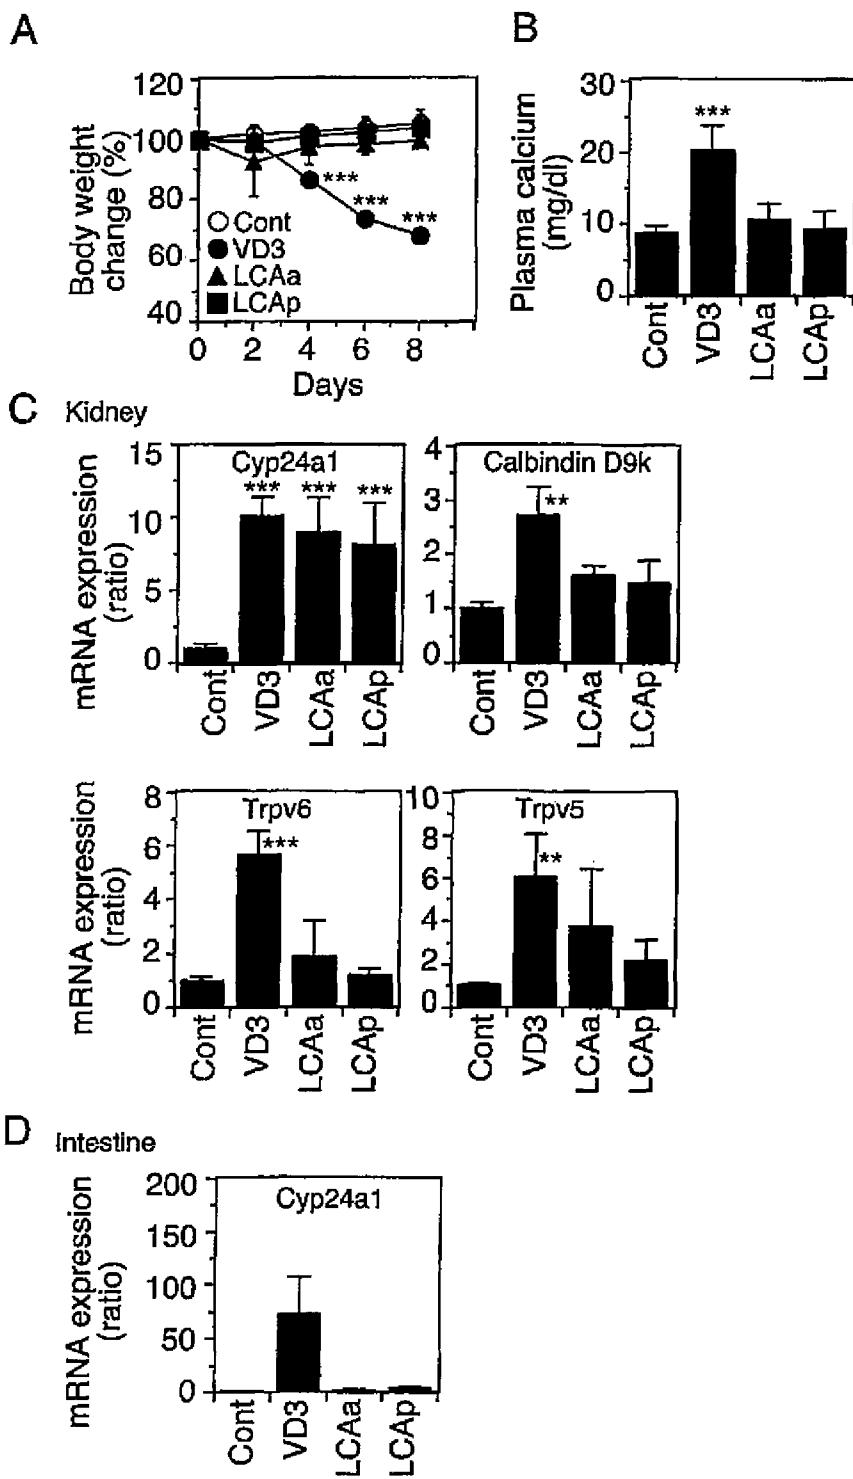 A
120
100
80
60
40
Body weight
change (%)
***
***
***
Cont
VD3
LCAa
LCAp
0 2 4 6 8
Days
B
30
20
10
0
Plasma calcium
(mg/dl)
***
Cont
VD3
LCAa
LCAp
C Kidney
Cyp24a1
15
10
5
0
mRNA expression
(ratio)
*** *** ***
Cont
VD3
LCAa
LCAp
Calbindin D9k
4
3
2
1
0
**
Cont
VD3
LCAa
LCAp
Trpv6
8
6
4
2
0
mRNA expression
(ratio)
***
Cont
VD3
LCAa
LCAp
Trpv5
10
8
6
4
2
0
**
Cont
VD3
LCAa
LCAp
D Intestine
Cyp24a1
200
150
100
50
0
mRNA expression
(ratio)
Cont
VD3
LCAa
LCAp